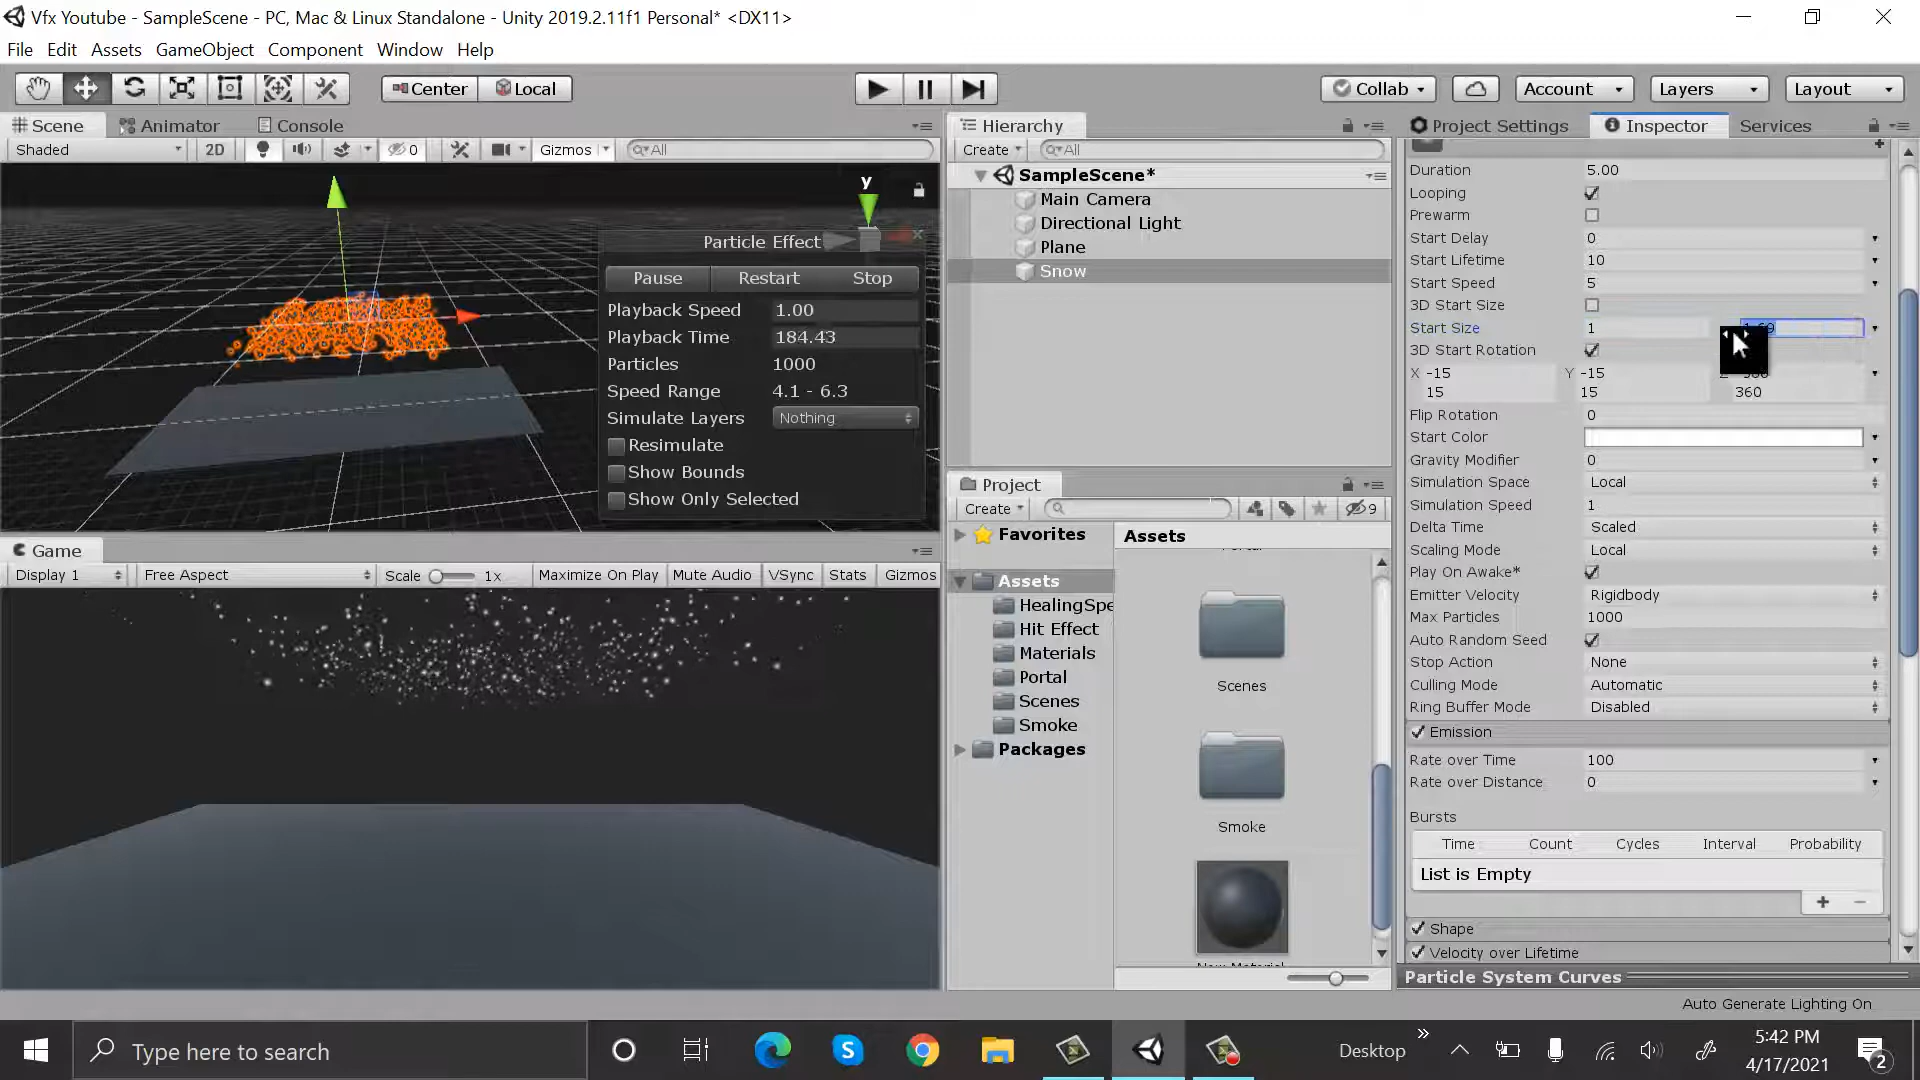 Vfx Youtube - SampleScene - PC, Mac & Linux Standalone - Unity 2019.2.11f1 Personal* <DX11>
File Edit Assets GameObject Component Window Help
Center Local Collab Account Layers Layout
Scene Animator Console
Shaded 2D 0 Gizmos All
y
Particle Effect
Pause Restart Stop
Playback Speed 1.00
Playback Time 184.43
Particles 1000
Speed Range 4.1 - 6.3
Simulate Layers Nothing
Resimulate
Show Bounds
Show Only Selected
Game
Display 1 Free Aspect Scale 1x Maximize On Play Mute Audio VSync Stats Gizmos
Hierarchy
Create All
SampleScene*
Main Camera
Directional Light
Plane
Snow
Project
Create 9
Favorites
Assets
HealingSpe
Hit Effect
Materials
Portal
Scenes
Smoke
Packages
Assets
Scenes
Smoke
Project Settings Inspector Services
Duration 5.00
Looping
Prewarm
Start Delay 0
Start Lifetime 10
Start Speed 5
3D Start Size
Start Size 1
3D Start Rotation
X -15 Y -15
15 15 360
Flip Rotation 0
Start Color
Gravity Modifier 0
Simulation Space Local
Simulation Speed 1
Delta Time Scaled
Scaling Mode Local
Play On Awake*
Emitter Velocity Rigidbody
Max Particles 1000
Auto Random Seed
Stop Action None
Culling Mode Automatic
Ring Buffer Mode Disabled
Emission
Rate over Time 100
Rate over Distance 0
Bursts
Time Count Cycles Interval Probability
List is Empty
+ -
Shape
Velocity over Lifetime
Particle System Curves
Auto Generate Lighting On
Type here to search
Desktop
5:42 PM
4/17/2021
2